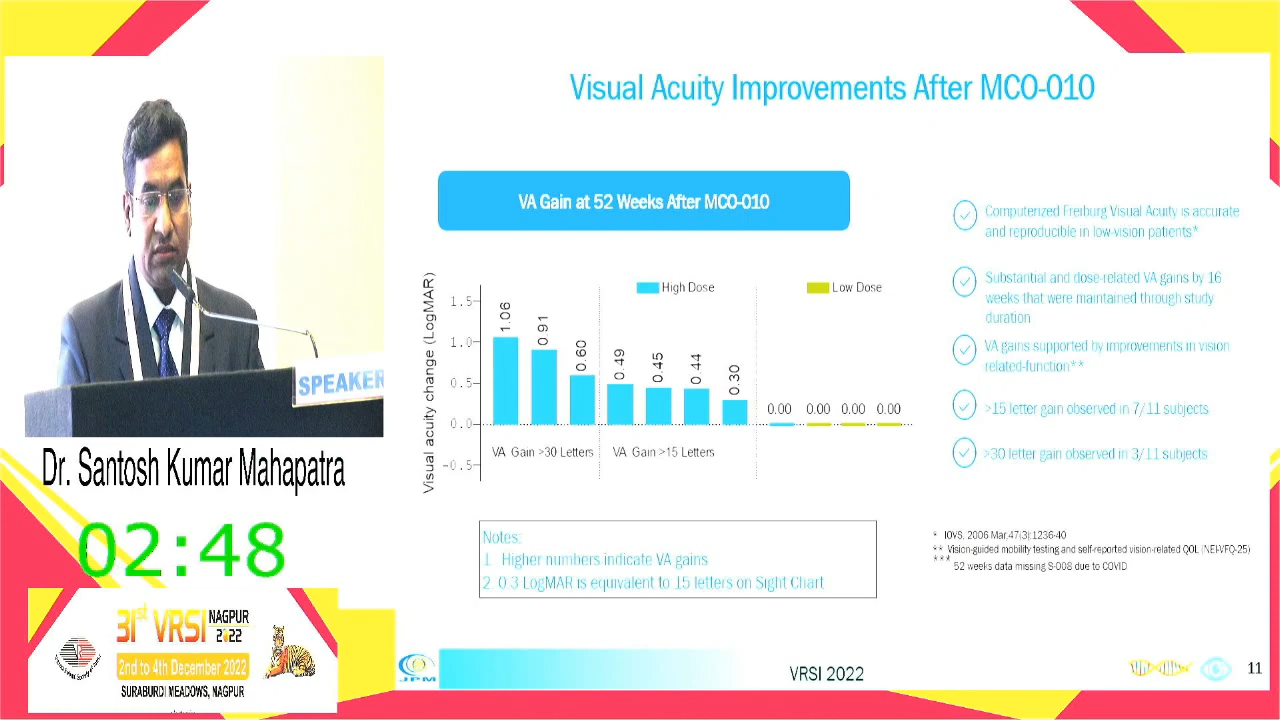 Visual Acuity Improvements After MCO-010
VA Gain at 52 Weeks After MCO-010
Visual acuity change (LogMAR)
1.5
1.0
0.5
0.0
-0.5
High Dose
Low Dose
1.06
0.91
0.60
0.49
0.45
0.44
0.30
0.00
0.00
0.00
0.00
VA Gain >30 Letters
VA Gain >15 Letters
Computerized Freiburg Visual Acuity is accurate
and reproducible in low-vision patients*
Substantial and dose-related VA gains by 16
weeks that were maintained through study
duration
VA gains supported by improvements in vision
related-function**
>15 letter gain observed in 7/11 subjects
>30 letter gain observed in 3/11 subjects
Notes:
1. Higher numbers indicate VA gains
2. 0.3 LogMAR is equivalent to 15 letters on Sight Chart
* IOVS, 2006 Mar;47(3):1236-40
** Vision-guided mobility testing and self-reported vision-related QOL (NEI-VFQ-25)
*** 52 weeks data missing S-008 due to COVID
JPM
VRSI 2022
11
SPEAKER
Dr. Santosh Kumar Mahapatra
02:48
31st VRSI NAGPUR
2022
2nd to 4th December 2022
SURABURDI MEADOWS, NAGPUR